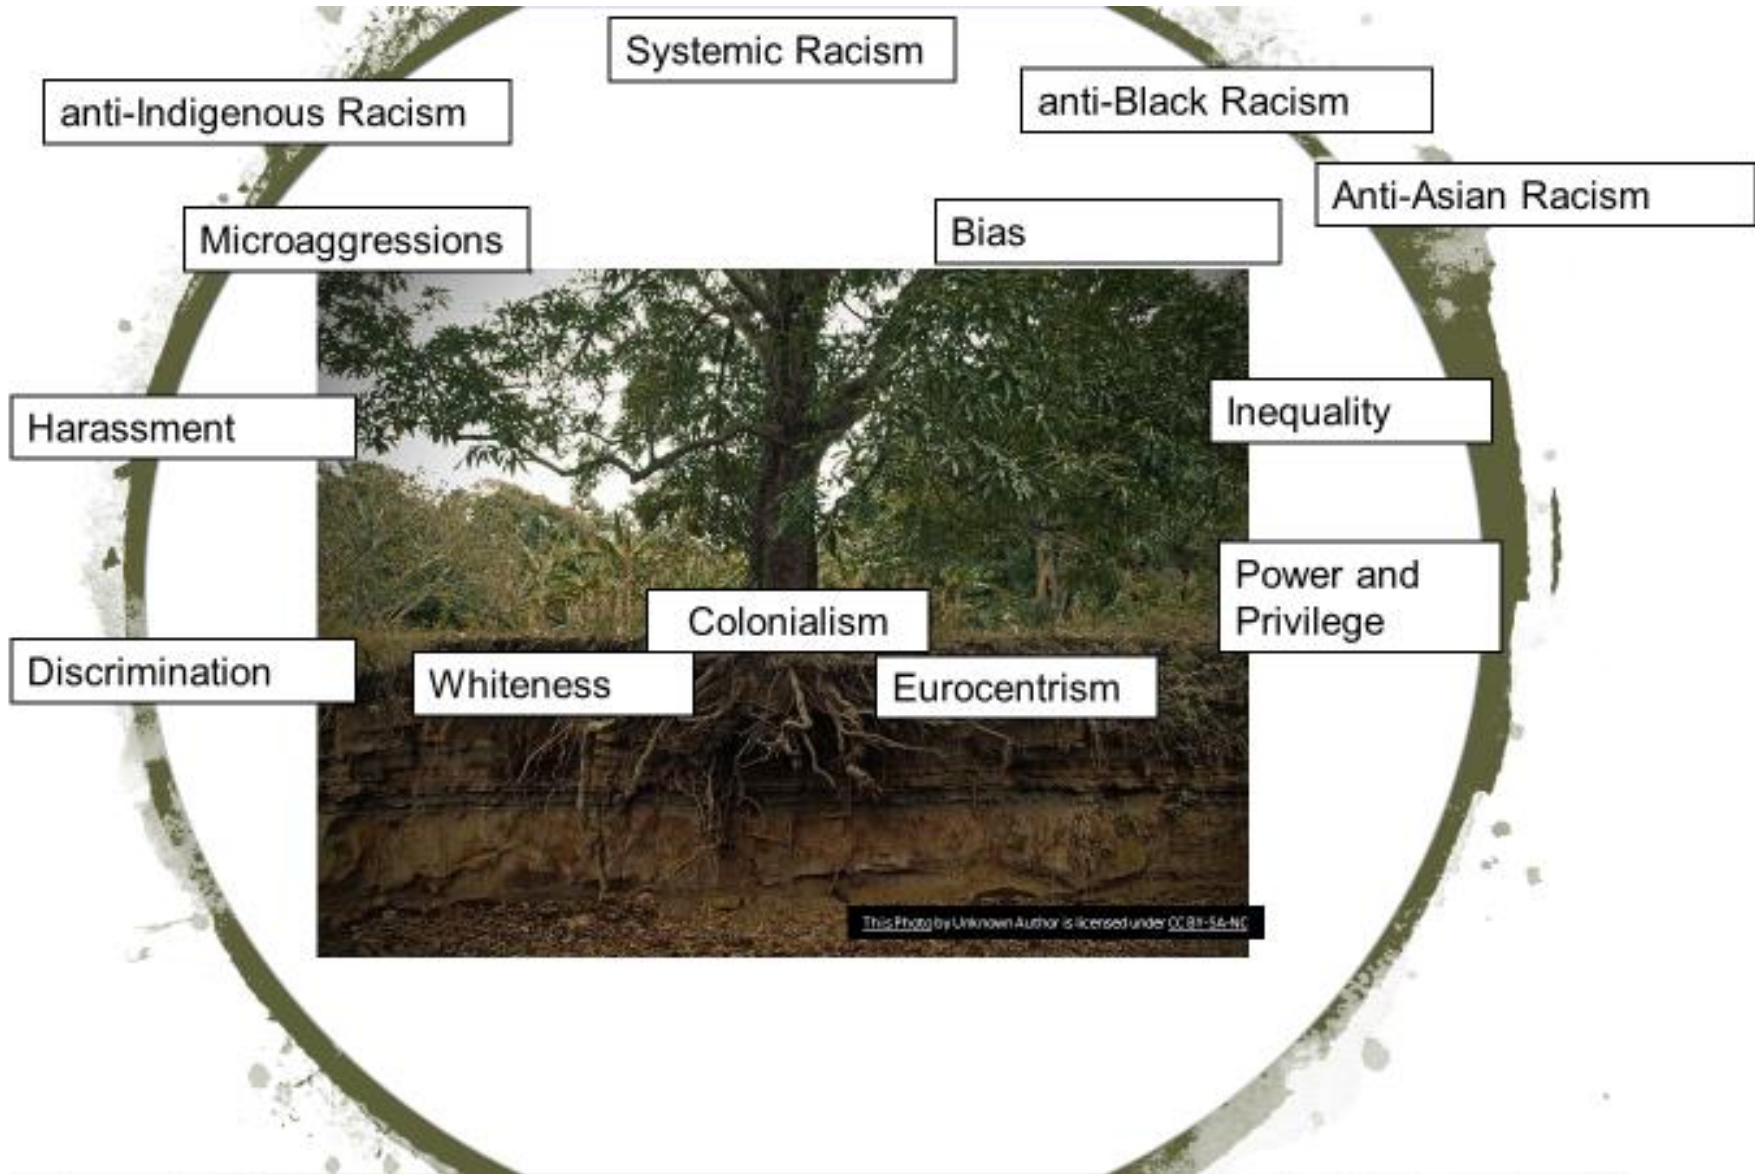 Systemic Racism
anti-Indigenous Racism
anti-Black Racism
Anti-Asian Racism
Microaggressions
Bias
Harassment
Inequality
Power and
Privilege
Colonialism
Discrimination
Whiteness
Eurocentrism
This Photo by Unknown Author is licensed under CC BY-SA-NC